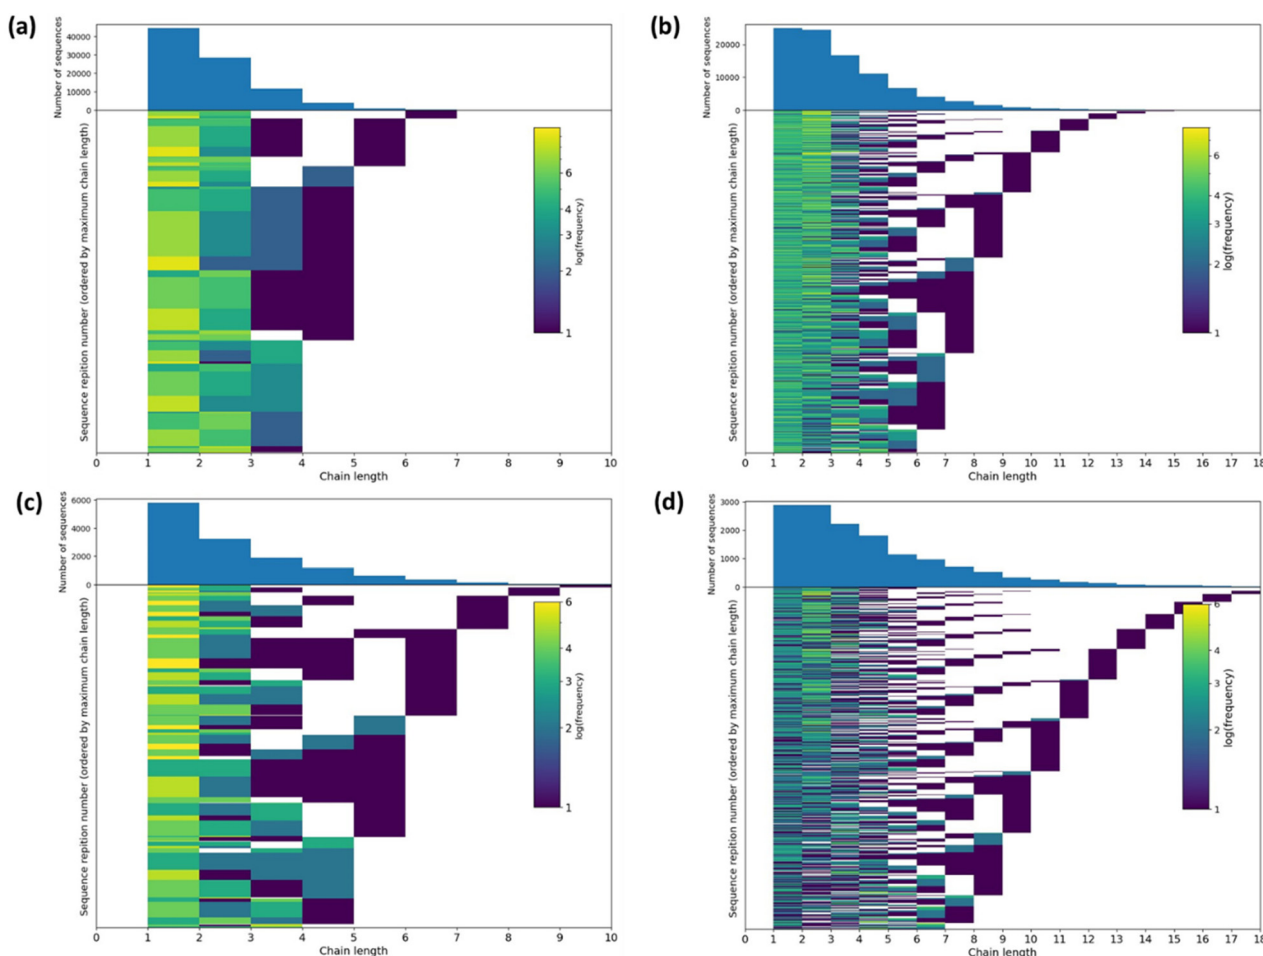 (a)
Number of sequences
40000
30000
20000
10000
0
Sequence repition number (ordered by maximum chain length)
6
4
3
2
1
log(frequency)
0 1 2 3 4 5 6 7 8 9 10
Chain length
(b)
Number of sequences
20000
10000
0
Sequence repition number (ordered by maximum chain length)
6
4
3
2
1
log(frequency)
0 1 2 3 4 5 6 7 8 9 10 11 12 13 14 15 16 17 18
Chain length
(c)
Number of sequences
6000
4000
2000
0
Sequence repition number (ordered by maximum chain length)
6
4
3
2
1
log(frequency)
0 1 2 3 4 5 6 7 8 9 10
Chain length
(d)
Number of sequences
3000
2000
1000
0
Sequence repition number (ordered by maximum chain length)
6
4
3
2
1
log(frequency)
0 1 2 3 4 5 6 7 8 9 10 11 12 13 14 15 16 17 18
Chain length